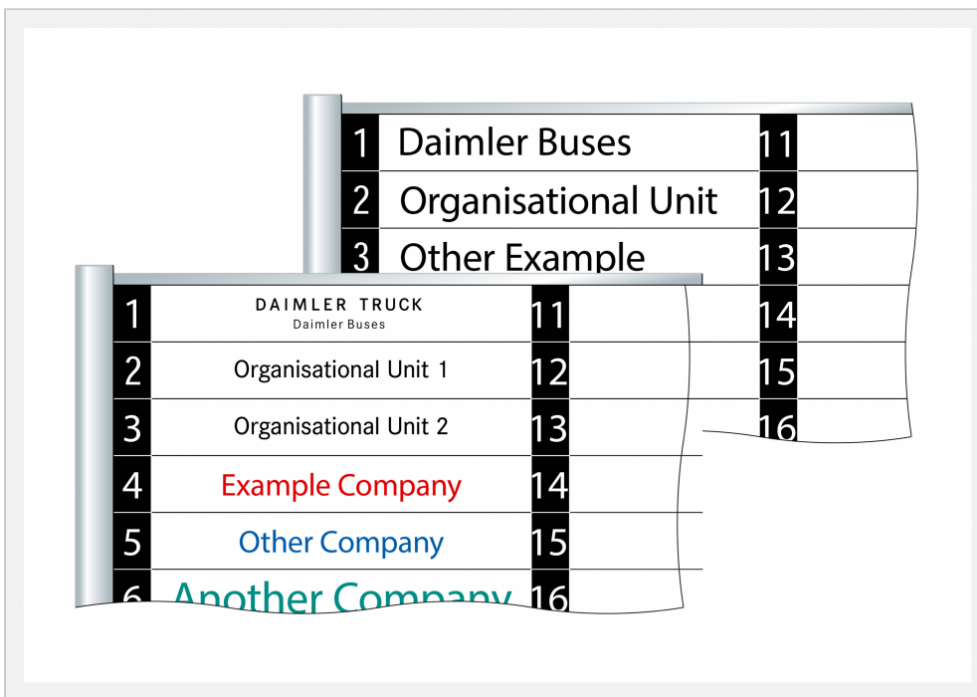 1 Daimler Buses 11
2 Organisational Unit 12
3 Other Example 13
14
15
16
1 DAIMLER TRUCK 11
Daimler Buses
2 Organisational Unit 1 12
3 Organisational Unit 2 13
4 Example Company 14
5 Other Company 15
6 Another Company 16